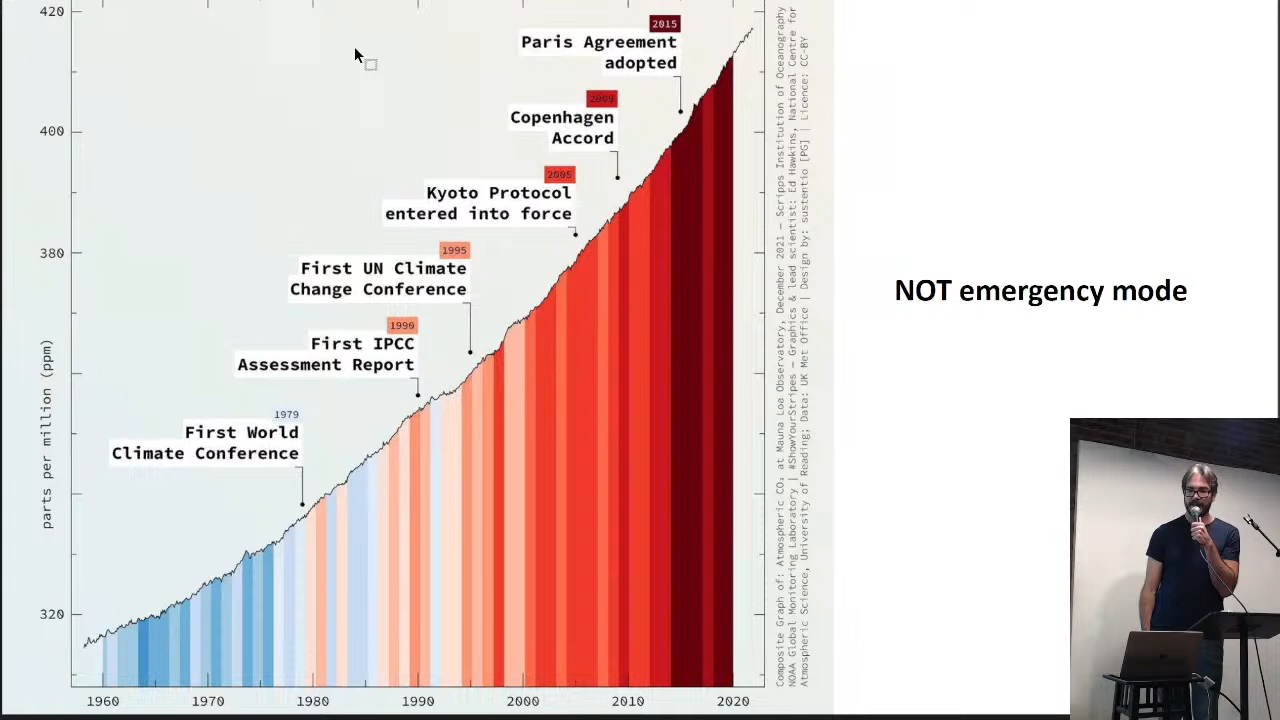 420
400
380
320
parts per million (ppm)
2015
Paris Agreement
adopted
2009
Copenhagen
Accord
2005
Kyoto Protocol
entered into force
1995
First UN Climate
Change Conference
1990
First IPCC
Assessment Report
1979
First World
Climate Conference
1960 1970 1980 1990 2000 2010 2020
Composite Graph of: Atmospheric CO₂ at Mauna Loa Observatory, December 2021 – Scripps Institution of Oceanography
NOAA Global Monitoring Laboratory | #ShowYourStripes – Graphics & lead scientist: Ed Hawkins, National Centre for
Atmospheric Science, University of Reading; Data: UK Met Office | Design by: sustentio [PG] | Licence: CC-BY
NOT emergency mode